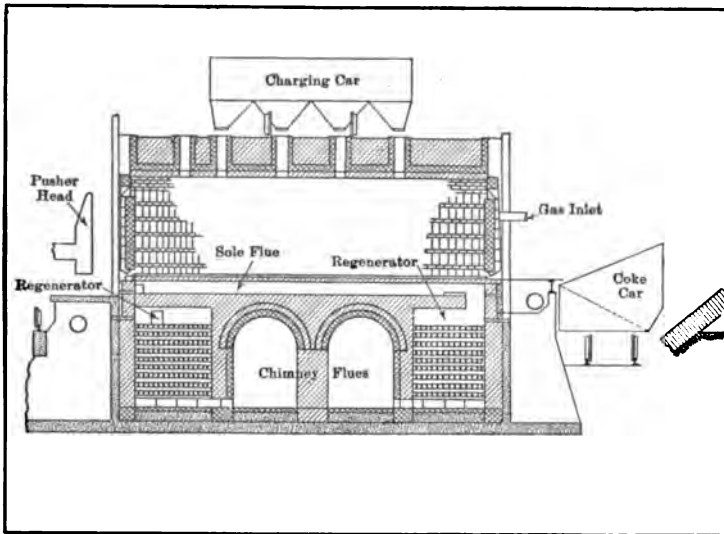 Charging Car
Pusher
Head
Gas Inlet
Sole Flue
Regenerator
Regenerator
Coke
Car
Chimney Flues